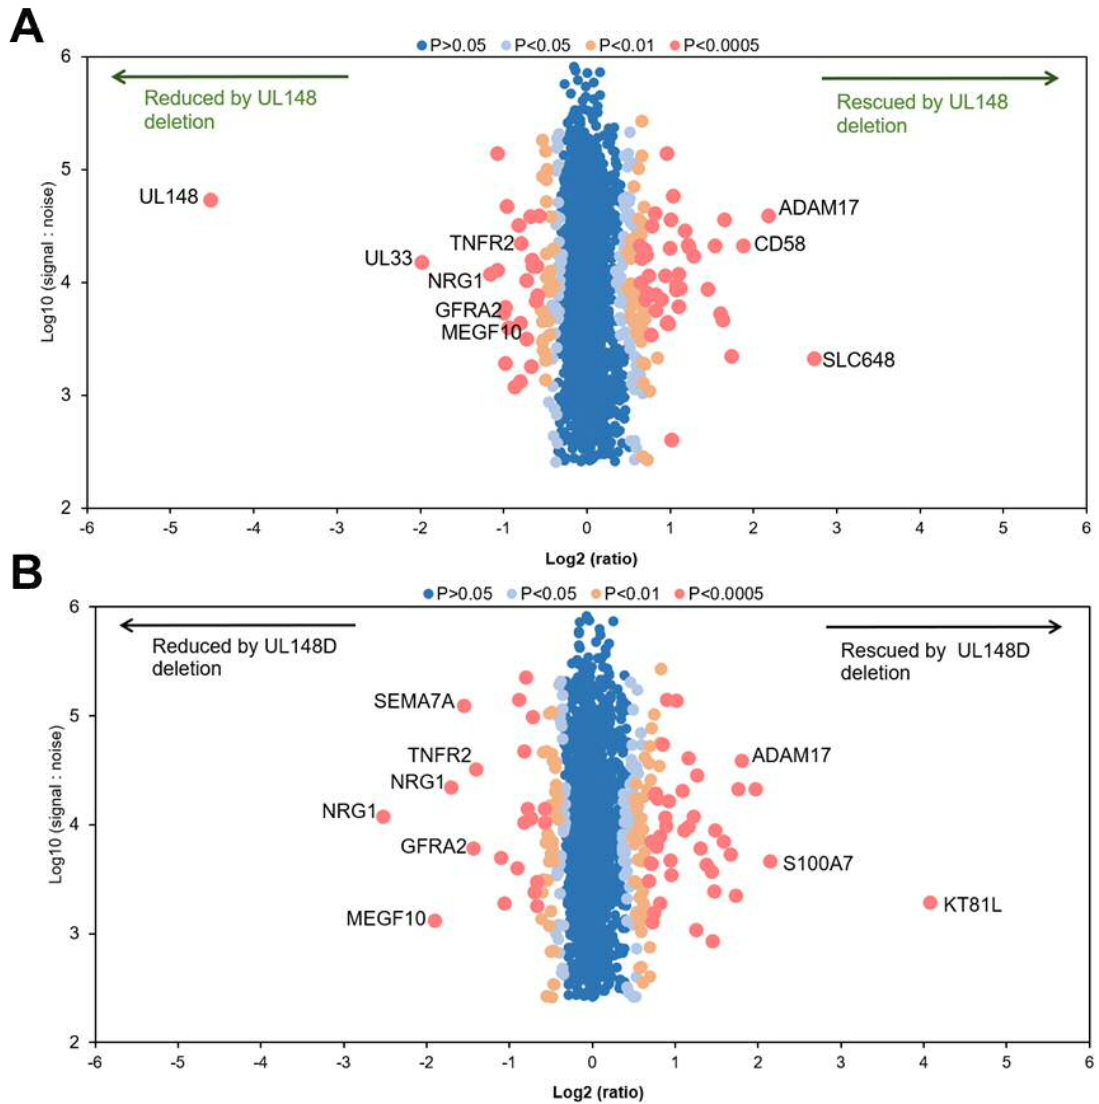 A
P>0.05 P<0.05 P<0.01 P<0.0005
6
Reduced by UL148
deletion
Rescued by UL148
deletion
5
UL148
ADAM17
TNFR2
CD58
UL33
4
NRG1
GFRA2
MEGF10
SLC648
3
2
Log10 (signal : noise)
-6 -5 -4 -3 -2 -1 0 1 2 3 4 5 6
Log2 (ratio)
B
P>0.05 P<0.05 P<0.01 P<0.0005
6
Reduced by UL148D
deletion
Rescued by UL148D
deletion
SEMA7A
5
TNFR2
ADAM17
NRG1
NRG1
4
GFRA2
S100A7
MEGF10
KT81L
3
2
Log10 (signal : noise)
-6 -5 -4 -3 -2 -1 0 1 2 3 4 5 6
Log2 (ratio)